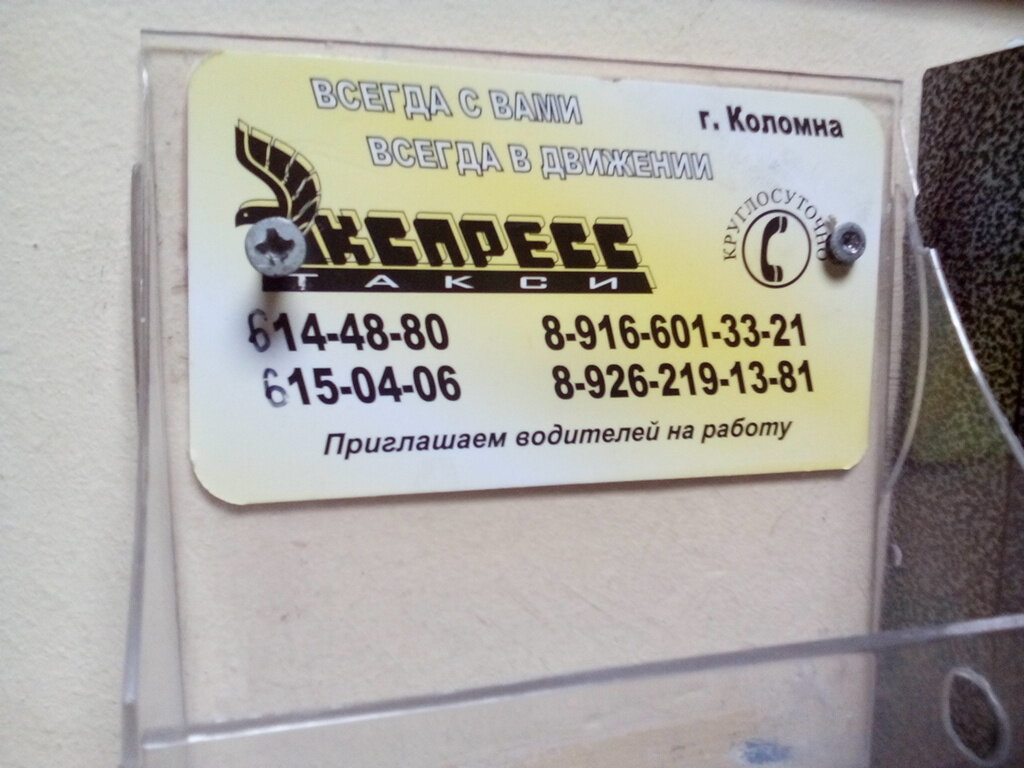 ВСЕГДА С ВАМИ
г. Коломна
ВСЕГДА В ДВИЖЕНИИ
ЭКСПРЕСС
ТАКСИ
КРУГЛОСУТОЧНО
614-48-80 8-916-601-33-21
615-04-06 8-926-219-13-81
Приглашаем водителей на работу